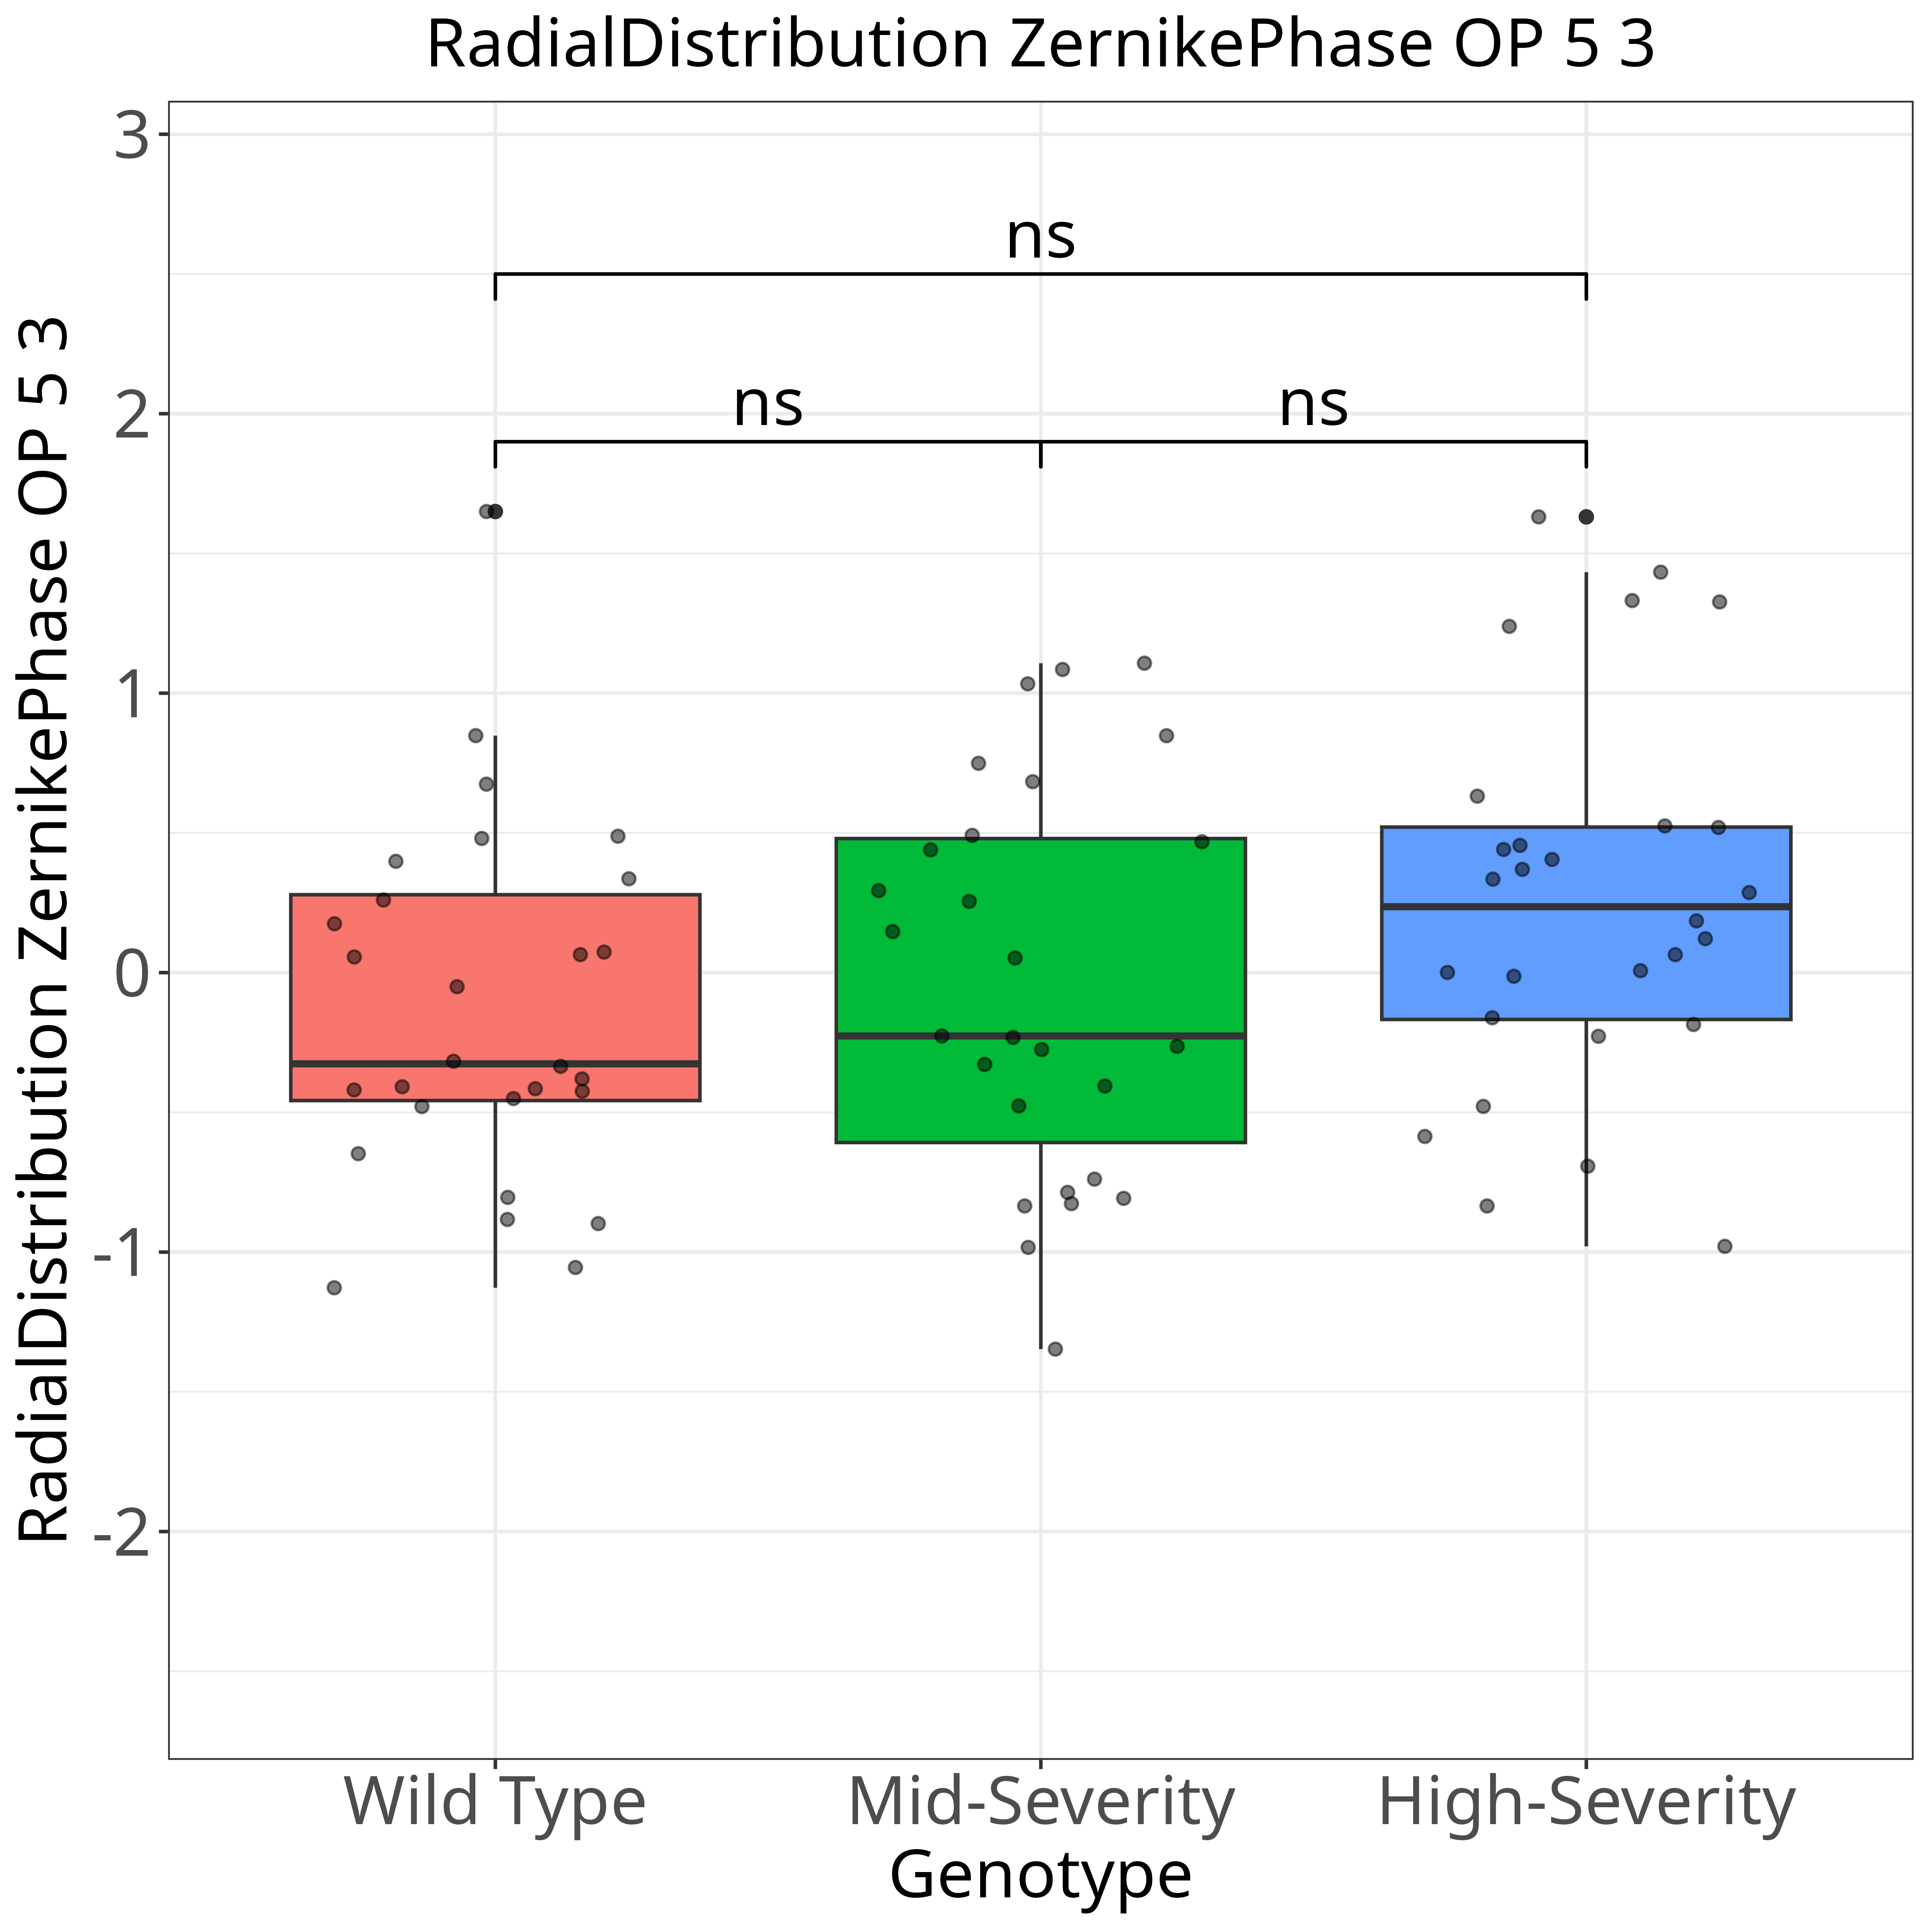 RadialDistribution ZernikePhase OP 5 3
RadialDistribution ZernikePhase OP 5 3
3
2
1
0
-1
-2
ns
ns
ns
Wild Type
Mid-Severity
High-Severity
Genotype